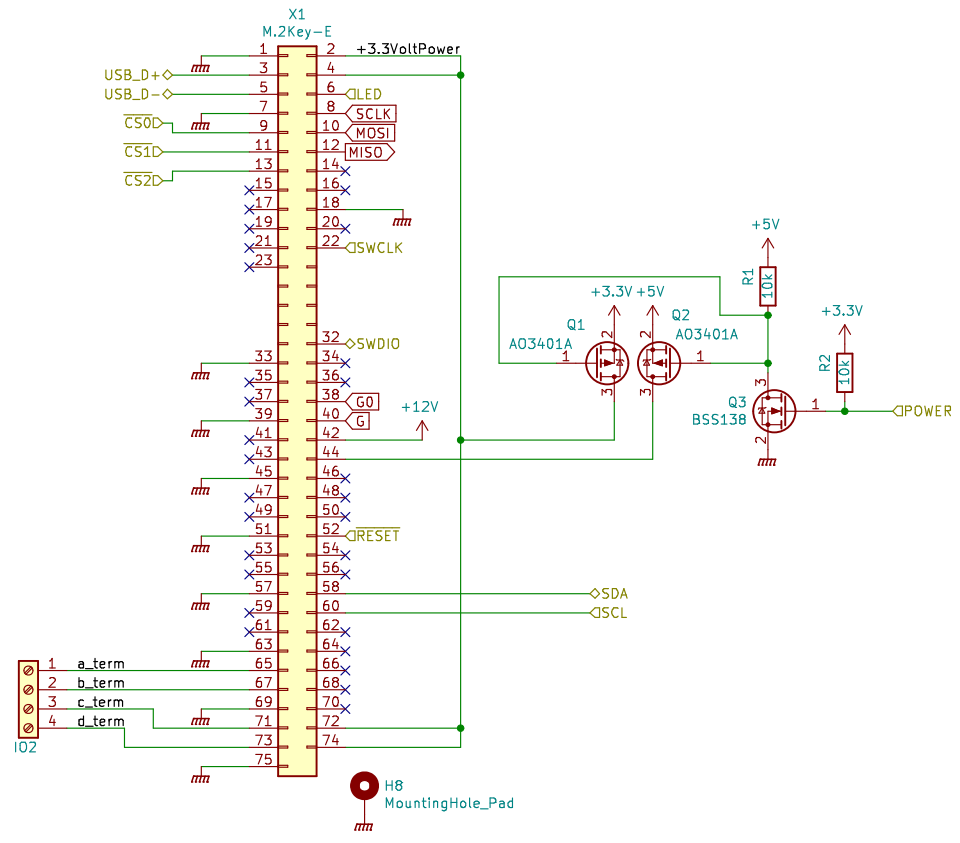 X1
M.2Key-E
1 2 +3.3VoltPower
USB_D+ 3 4
USB_D- 5 6 LED
7 8 SCLK
CS0 9 10 MOSI
CS1 11 12 MISO
CS2 13 14
15 16
17 18
19 20
21 22 SWCLK
23
32 SWDIO
33 34
35 36
37 38 G0
39 40 G
+12V
41 42
43 44
45 46
47 48
49 50
51 52 RESET
53 54
55 56
57 58 SDA
59 60 SCL
61 62
63 64
1 a_term 65 66
2 b_term 67 68
3 c_term 69 70
4 d_term 71 72
IO2
73 74
75
H8
MountingHole_Pad
+5V
R1
10k
+3.3V
+5V
Q1
AO3401A
1
2
3
Q2
AO3401A
1
2
3
+3.3V
R2
10k
Q3
BSS138
3
1
2
POWER